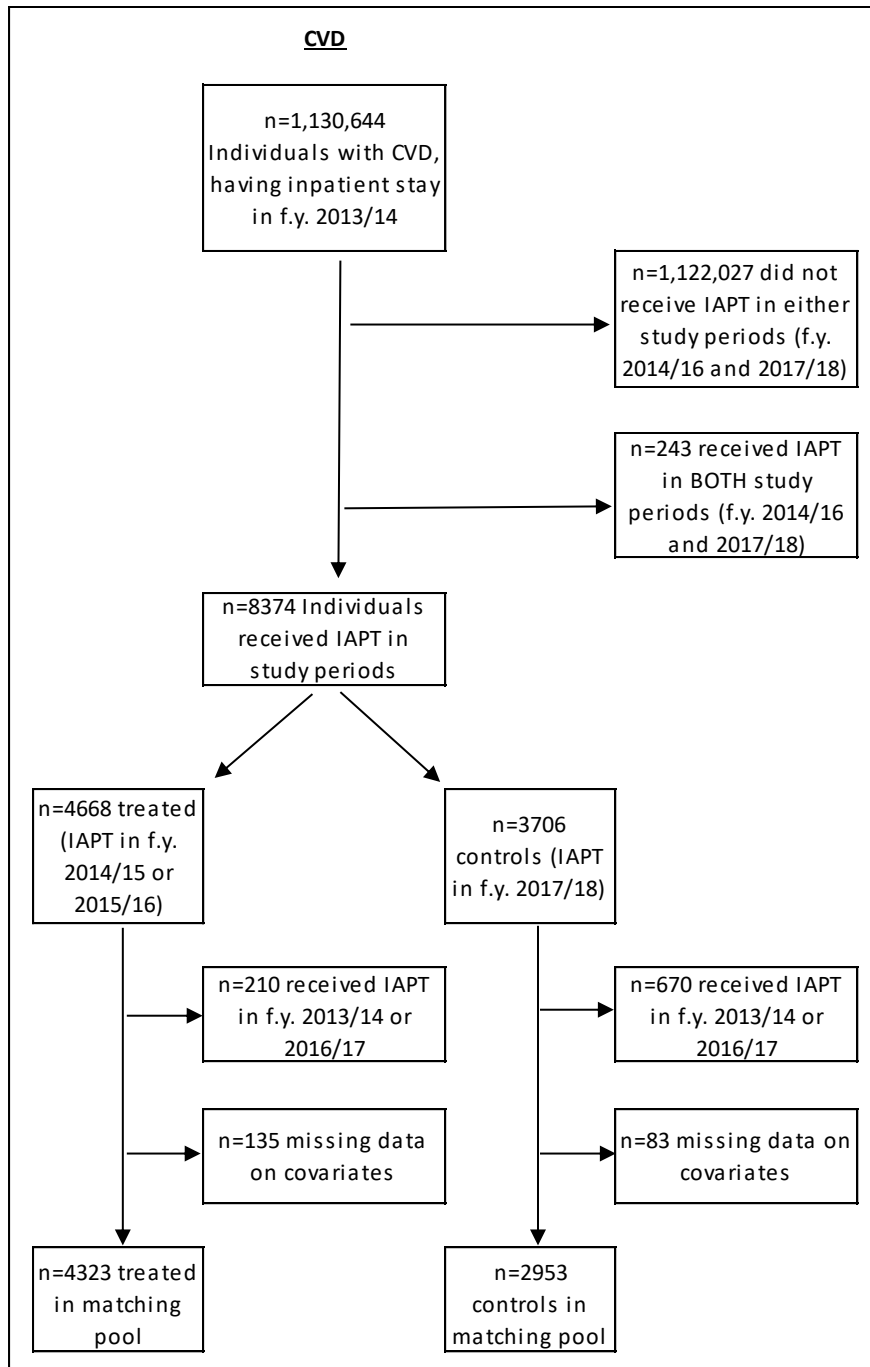 CVD
n=1,130,644
Individuals with CVD,
having inpatient stay
in f.y. 2013/14
n=1,122,027 did not
receive IAPT in either
study periods (f.y.
2014/16 and 2017/18)
n=243 received IAPT
in BOTH study
periods (f.y. 2014/16
and 2017/18)
n=8374 Individuals
received IAPT in
study periods
n=4668 treated
(IAPT in f.y.
2014/15 or
2015/16)
n=3706
controls (IAPT
in f.y. 2017/18)
n=210 received IAPT
in f.y. 2013/14 or
2016/17
n=670 received IAPT
in f.y. 2013/14 or
2016/17
n=135 missing data
on covariates
n=83 missing data on
covariates
n=4323 treated
in matching
pool
n=2953
controls in
matching pool